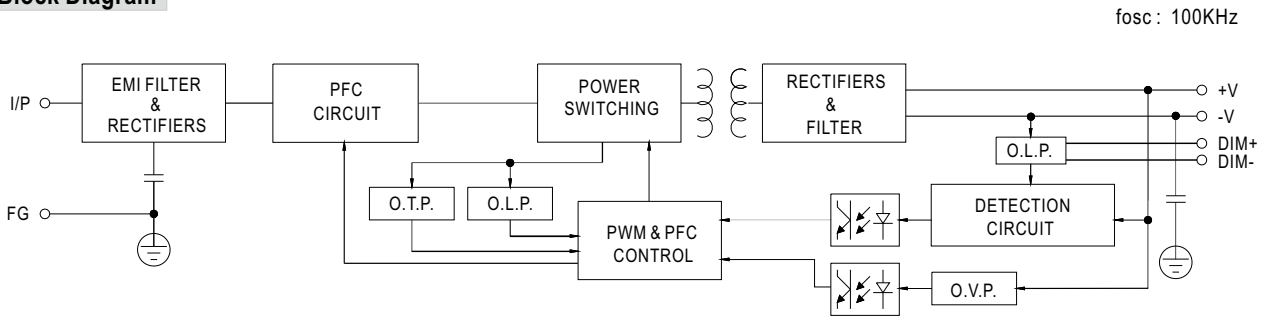 Block Diagram
fosc : 100KHz
I/P
EMI FILTER
&
RECTIFIERS
PFC
CIRCUIT
POWER
SWITCHING
RECTIFIERS
&
FILTER
+V
-V
DIM+
DIM-
O.L.P.
FG
O.T.P.
O.L.P.
PWM & PFC
CONTROL
DETECTION
CIRCUIT
O.V.P.